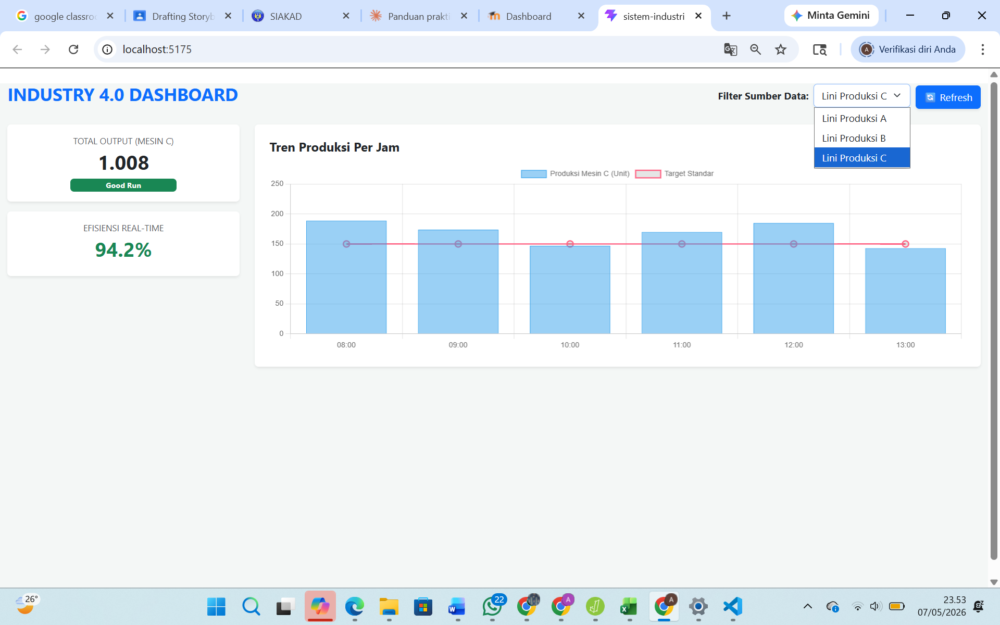 google classro
Drafting Storyb
SIAKAD
Panduan prakti
Dashboard
sistem-industri
Minta Gemini
localhost:5175
Verifikasi diri Anda
INDUSTRY 4.0 DASHBOARD
Filter Sumber Data:
Lini Produksi C
Refresh
Lini Produksi A
Lini Produksi B
Lini Produksi C
TOTAL OUTPUT (MESIN C)
1.008
Good Run
EFISIENSI REAL-TIME
94.2%
Tren Produksi Per Jam
Produksi Mesin C (Unit)
Target Standar
250
200
150
100
50
0
08:00
09:00
10:00
11:00
12:00
13:00
26°
22
23.53
07/05/2026